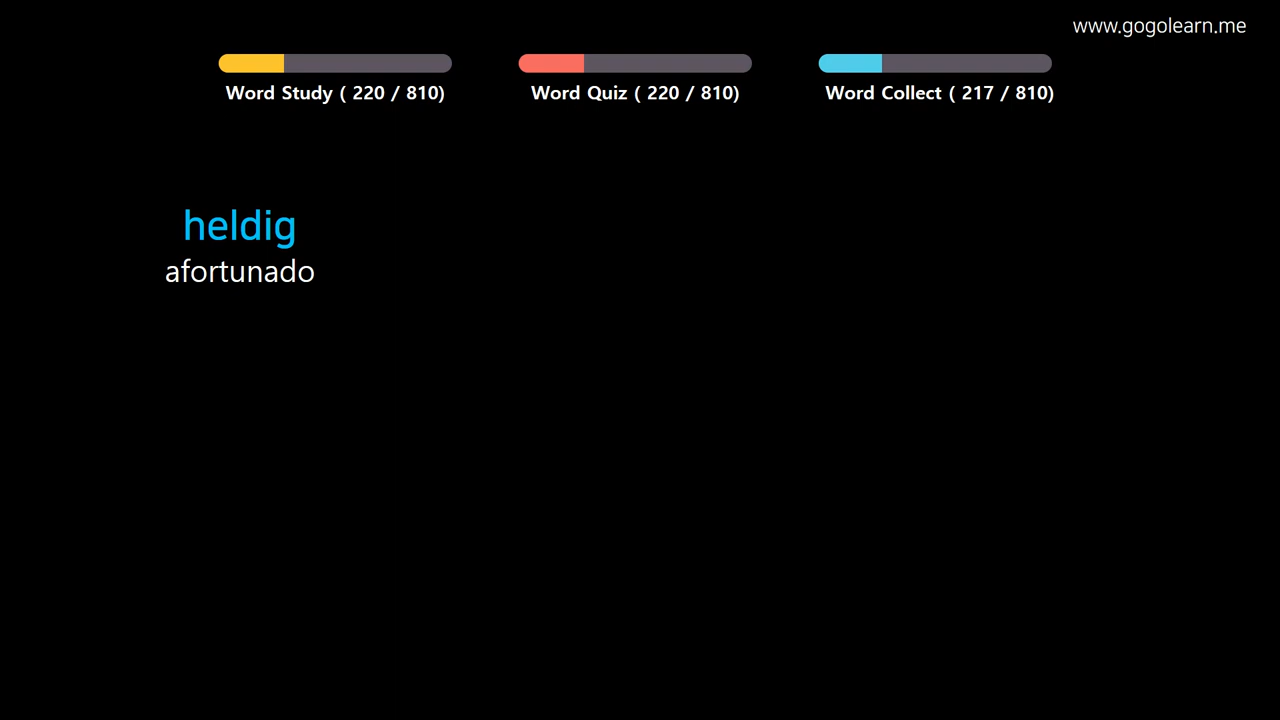 www.gogolearn.me
Word Study ( 220 / 810)
Word Quiz ( 220 / 810)
Word Collect ( 217 / 810)
heldig
afortunado